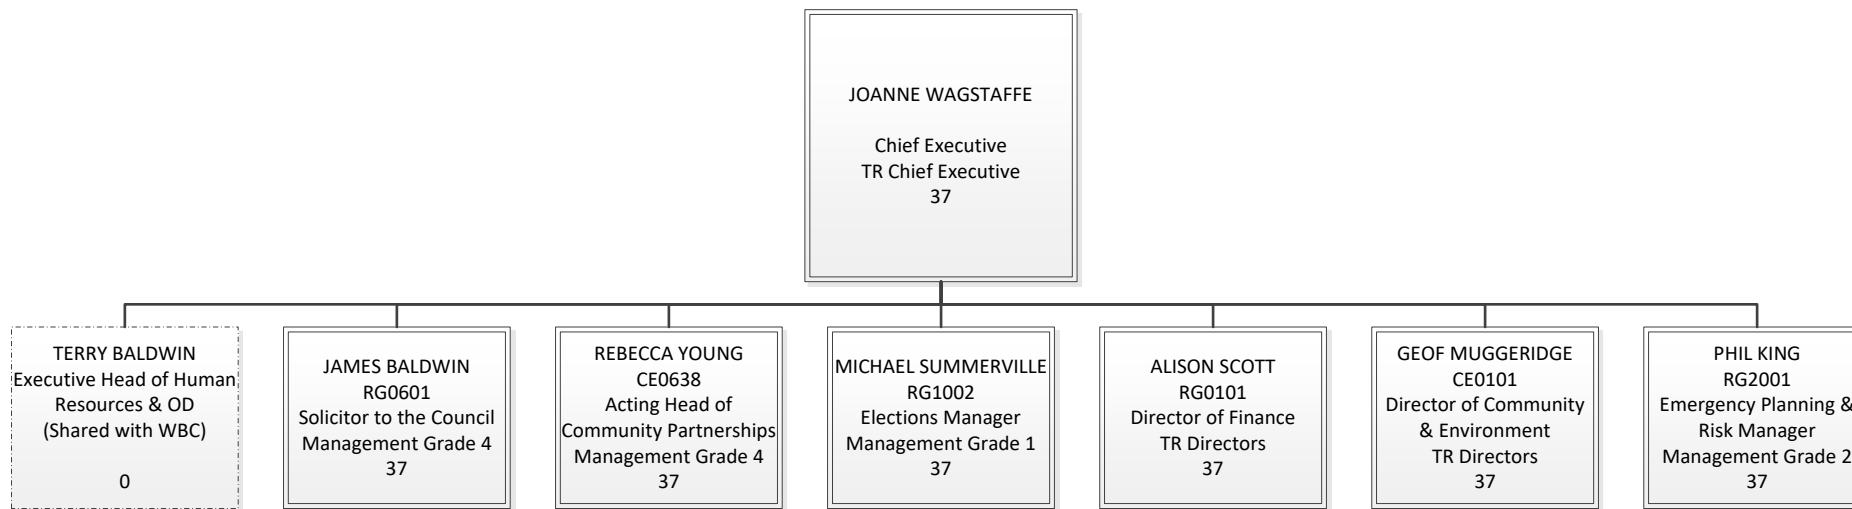 JOANNE WAGSTAFFE
Chief Executive
TR Chief Executive
37
TERRY BALDWIN
Executive Head of Human
Resources & OD
(Shared with WBC)
0
JAMES BALDWIN
RG0601
Solicitor to the Council
Management Grade 4
37
REBECCA YOUNG
CE0638
Acting Head of
Community Partnerships
Management Grade 4
37
MICHAEL SUMMERVILLE
RG1002
Elections Manager
Management Grade 1
37
ALISON SCOTT
RG0101
Director of Finance
TR Directors
37
GEOF MUGGERIDGE
CE0101
Director of Community
& Environment
TR Directors
37
PHIL KING
RG2001
Emergency Planning &
Risk Manager
Management Grade 2
37